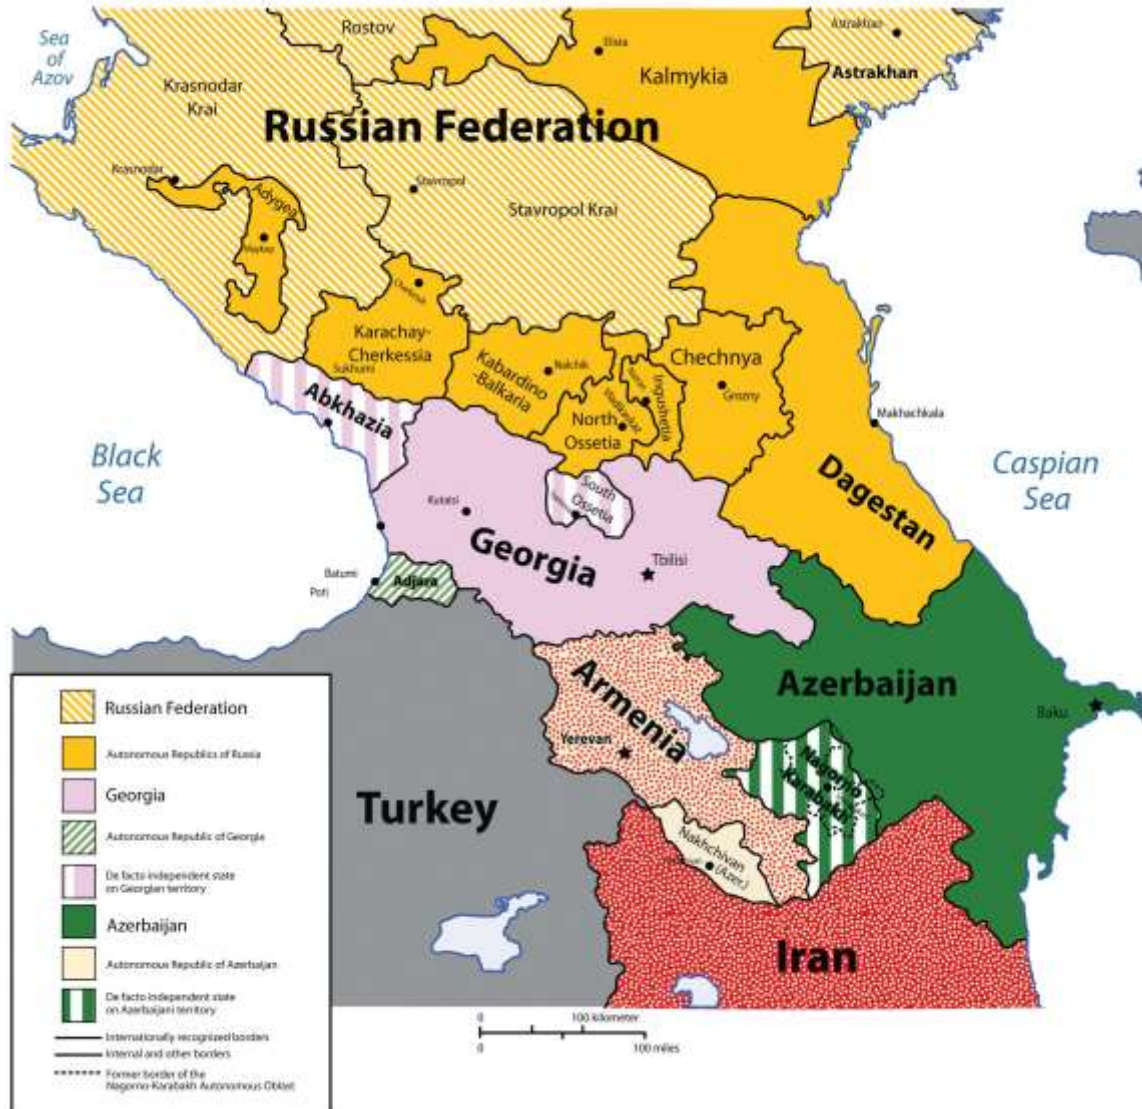 Sea
of
Azov
Rostov
Elista
Kalmykia
Astrakhan
Astrakhan
Krasnodar
Krai
Russian Federation
Krasnodar
Stavropol
Stavropol Krai
Adygea
Maykop
Cherkessk
Karachay-
Cherkessia
Sukhumi
Kabardino
-Balkaria
Nalchik
Vladikavkaz
Ingushetia
Chechnya
Grozny
North
Ossetia
Makhachkala
Abkhazia
Black
Sea
Caspian
Sea
Dagestan
South
Ossetia
Kutatsi
Georgia
Tbilisi
Batumi
Poti
Adjara
Armenia
Yerevan
Azerbaijan
Baku
Nagorno
Karabakh
Turkey
Nakhchivan
(Azer.)
Iran
Russian Federation
Autonomous Republics of Russia
Georgia
Autonomous Republic of Georgia
De facto independent state
on Georgian territory
Azerbaijan
Autonomous Republic of Azerbaijan
De facto independent state
on Azerbaijani territory
Internationally recognized borders
Internal and other borders
Former border of the
Nagorno-Karabakh Autonomous Oblast
0 100 kilometer
0 100 miles